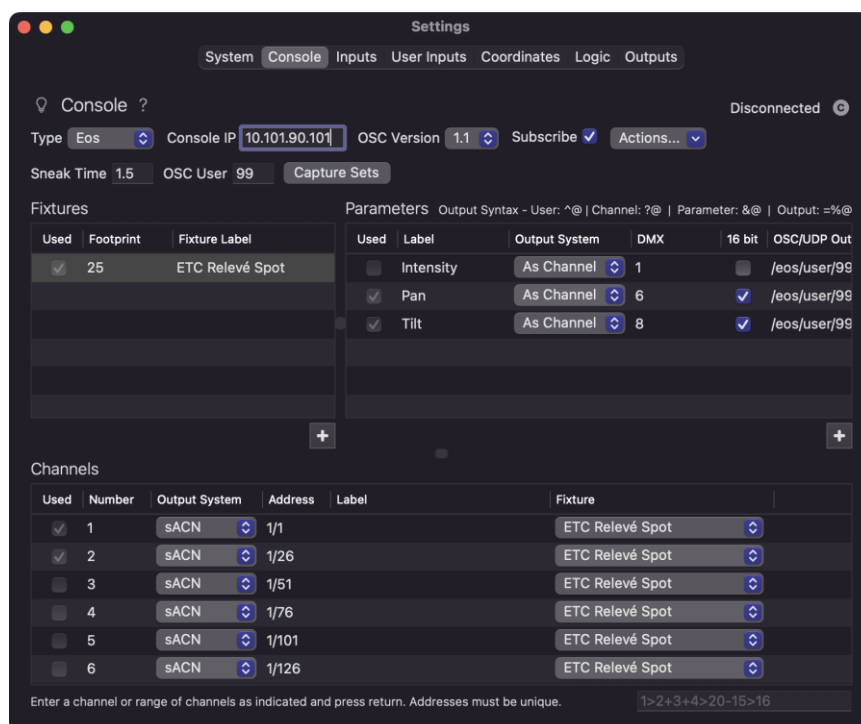 Settings
System Console Inputs User Inputs Coordinates Logic Outputs
Console ? Disconnected C
Type Eos Console IP 10.101.90.101 OSC Version 1.1 Subscribe Actions...
Sneak Time 1.5 OSC User 99 Capture Sets
Fixtures
Used Footprint Fixture Label
25 ETC Relevé Spot
Parameters Output Syntax - User: ^@ | Channel: ?@ | Parameter: &@ | Output: =%@
Used Label Output System DMX 16 bit OSC/UDP Out
Intensity As Channel 1 /eos/user/99
Pan As Channel 6 /eos/user/99
Tilt As Channel 8 /eos/user/99
+ +
Channels
Used Number Output System Address Label Fixture
1 sACN 1/1 ETC Relevé Spot
2 sACN 1/26 ETC Relevé Spot
3 sACN 1/51 ETC Relevé Spot
4 sACN 1/76 ETC Relevé Spot
5 sACN 1/101 ETC Relevé Spot
6 sACN 1/126 ETC Relevé Spot
Enter a channel or range of channels as indicated and press return. Addresses must be unique. 1>2+3+4>20-15>16